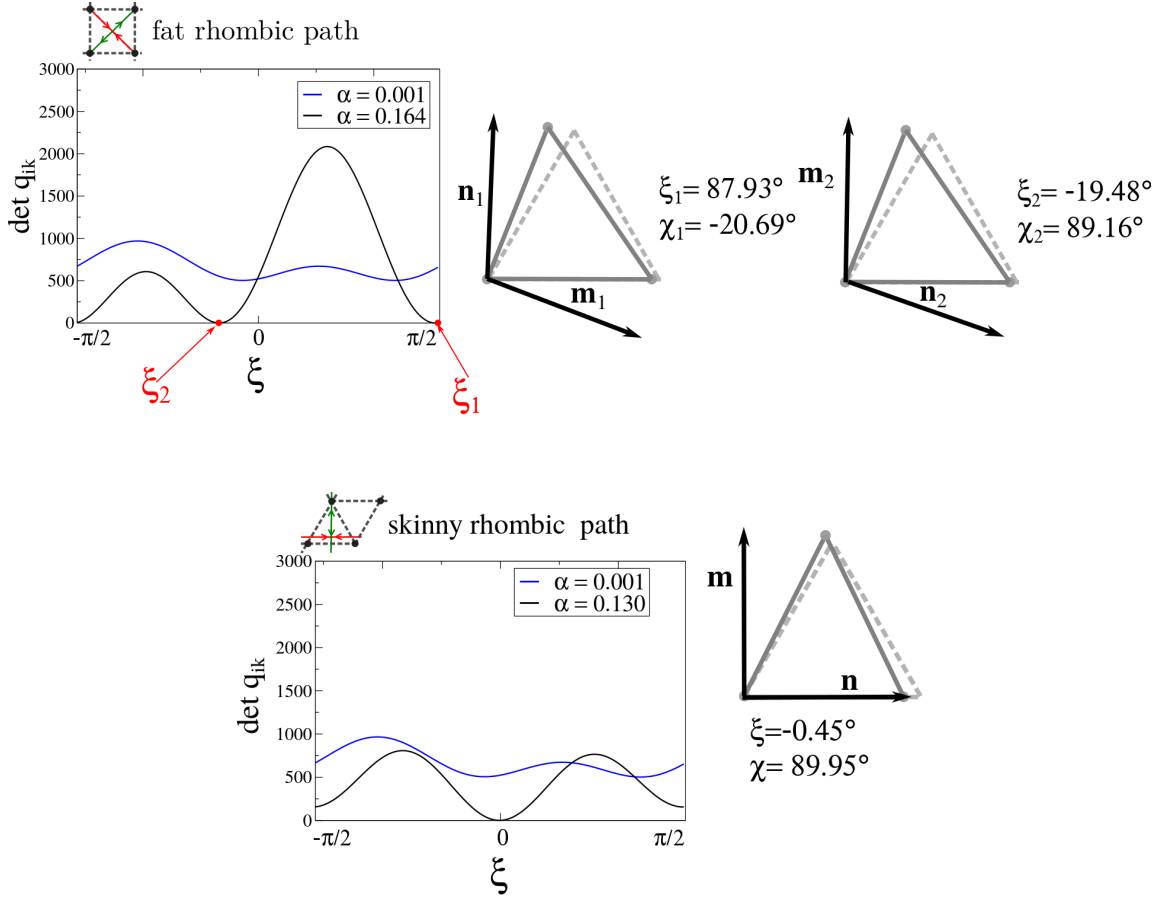 fat rhombic path
3000
2500
2000
1500
1000
500
0
det q_ik
α = 0.001
α = 0.164
-π/2
0
π/2
ξ
ξ₂
ξ₁
n₁
m₁
ξ₁= 87.93°
χ₁= -20.69°
m₂
n₂
ξ₂= -19.48°
χ₂= 89.16°
skinny rhombic path
3000
2500
2000
1500
1000
500
0
det q_ik
α = 0.001
α = 0.130
-π/2
0
π/2
ξ
m
n
ξ=-0.45°
χ= 89.95°